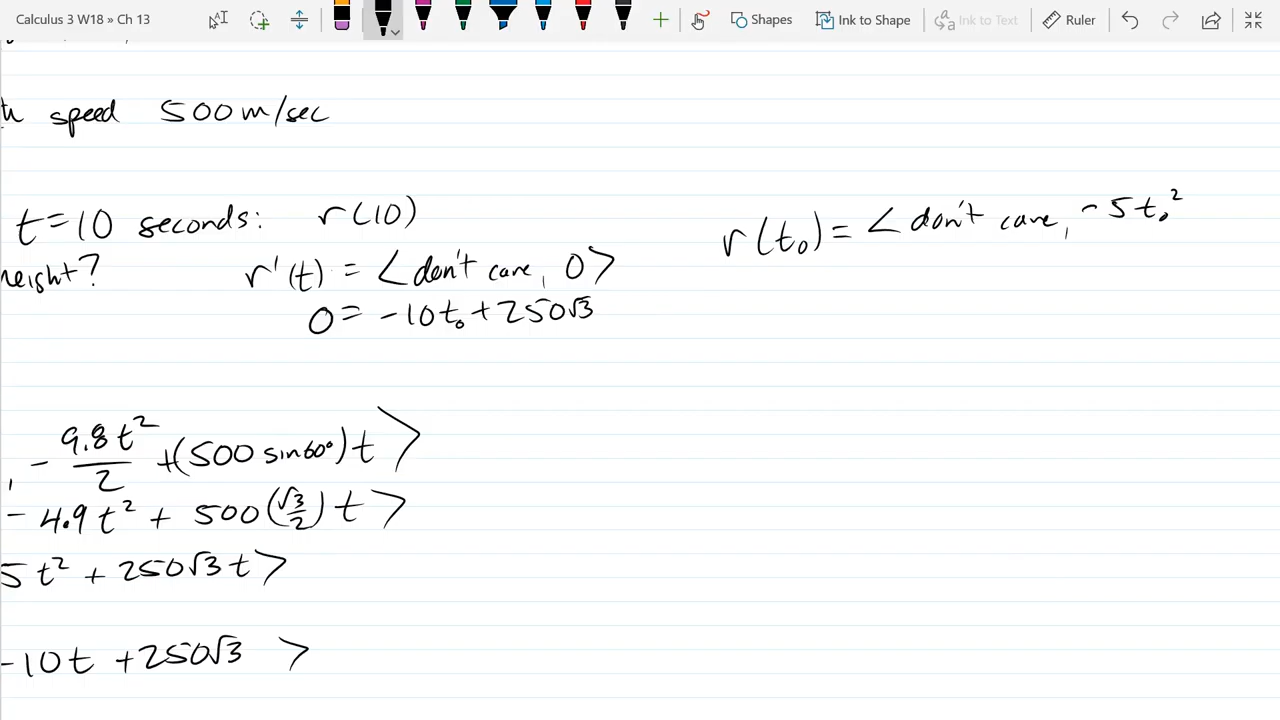 Calculus 3 W18 » Ch 13
Shapes Ink to Shape Ink to Text Ruler
speed 500 m/sec
t=10 seconds: r(10)
r(t₀) = <don't care, -5t₀²
height? r'(t) = <don't care, 0>
0 = -10t₀ + 250√3
, - 9.8t²/2 +(500 sin60°)t >
- 4.9t² + 500(√3/2)t >
5t² + 250√3 t >
-10t + 250√3 >